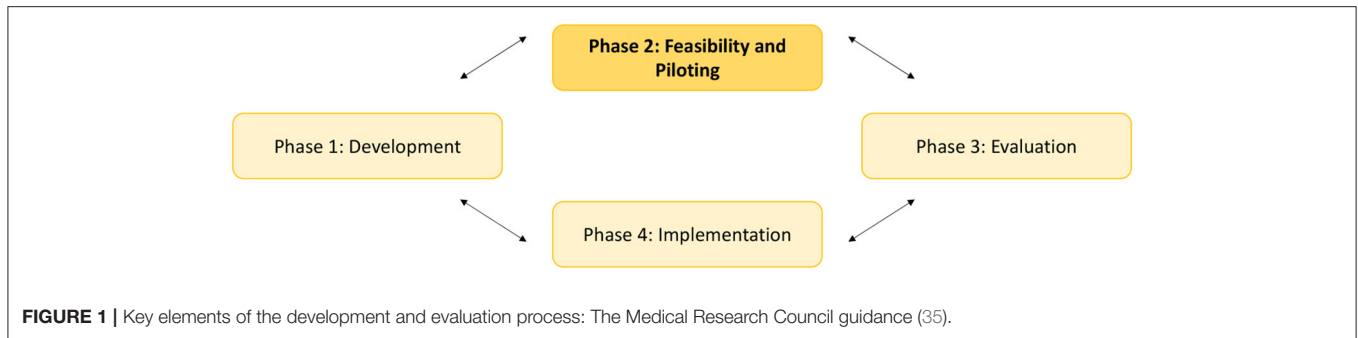 Phase 2: Feasibility and
Piloting
Phase 1: Development
Phase 3: Evaluation
Phase 4: Implementation
FIGURE 1 | Key elements of the development and evaluation process: The Medical Research Council guidance (35).